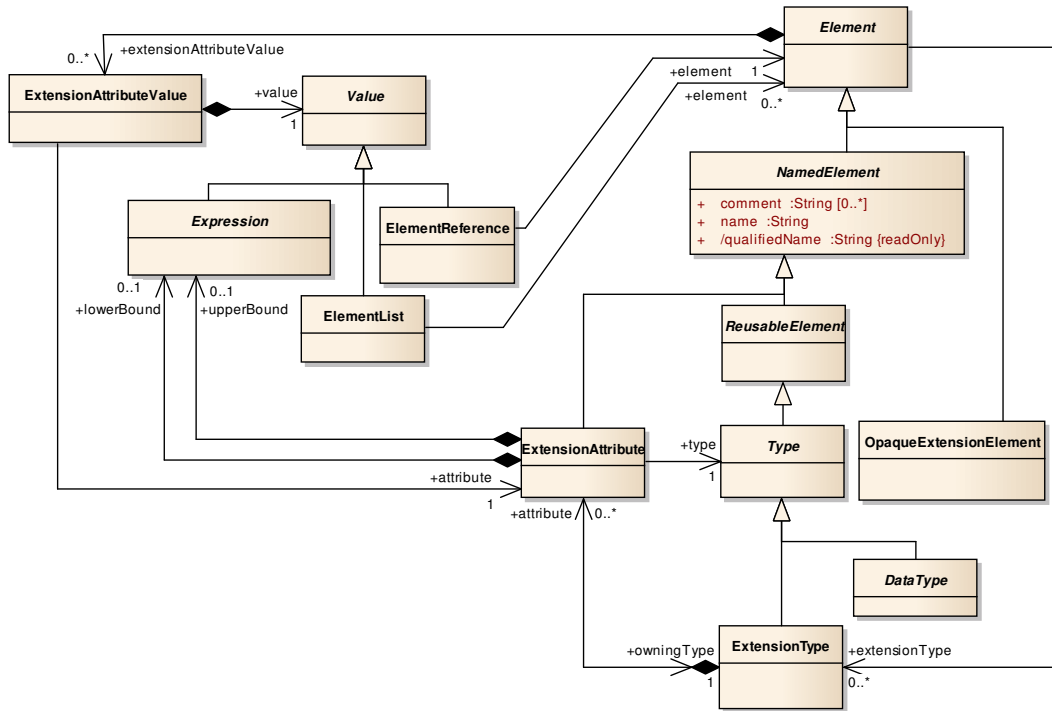 Element
+extensionAttributeValue
0..*
+element
1
ExtensionAttributeValue
+value
1
Value
+element
0..*
NamedElement
+ comment :String [0..*]
+ name :String
+ /qualifiedName :String {readOnly}
Expression
ElementReference
0..1
0..1
+lowerBound
+upperBound
ElementList
ReusableElement
ExtensionAttribute
+type
1
Type
OpaqueExtensionElement
+attribute
1
+attribute
0..*
DataType
+owningType
1
ExtensionType
+extensionType
0..*